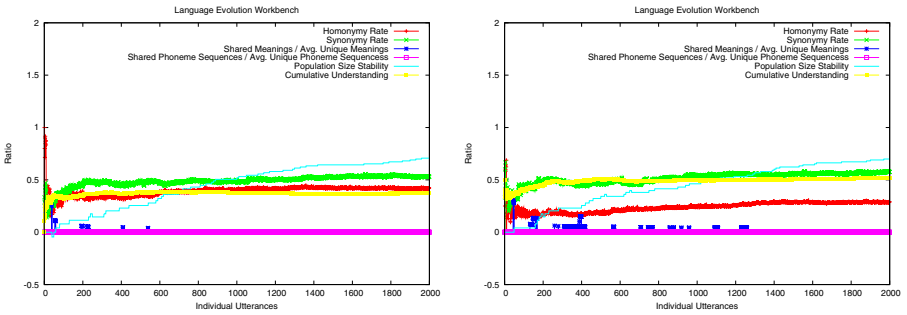 Language Evolution Workbench
2
1.5
1
0.5
0
-0.5
Ratio
Homonymy Rate
Synonymy Rate
Shared Meanings / Avg. Unique Meanings
Shared Phoneme Sequences / Avg. Unique Phoneme Sequencess
Population Size Stability
Cumulative Understanding
0 200 400 600 800 1000 1200 1400 1600 1800 2000
Individual Utterances
Language Evolution Workbench
2
1.5
1
0.5
0
-0.5
Ratio
Homonymy Rate
Synonymy Rate
Shared Meanings / Avg. Unique Meanings
Shared Phoneme Sequences / Avg. Unique Phoneme Sequencess
Population Size Stability
Cumulative Understanding
0 200 400 600 800 1000 1200 1400 1600 1800 2000
Individual Utterances